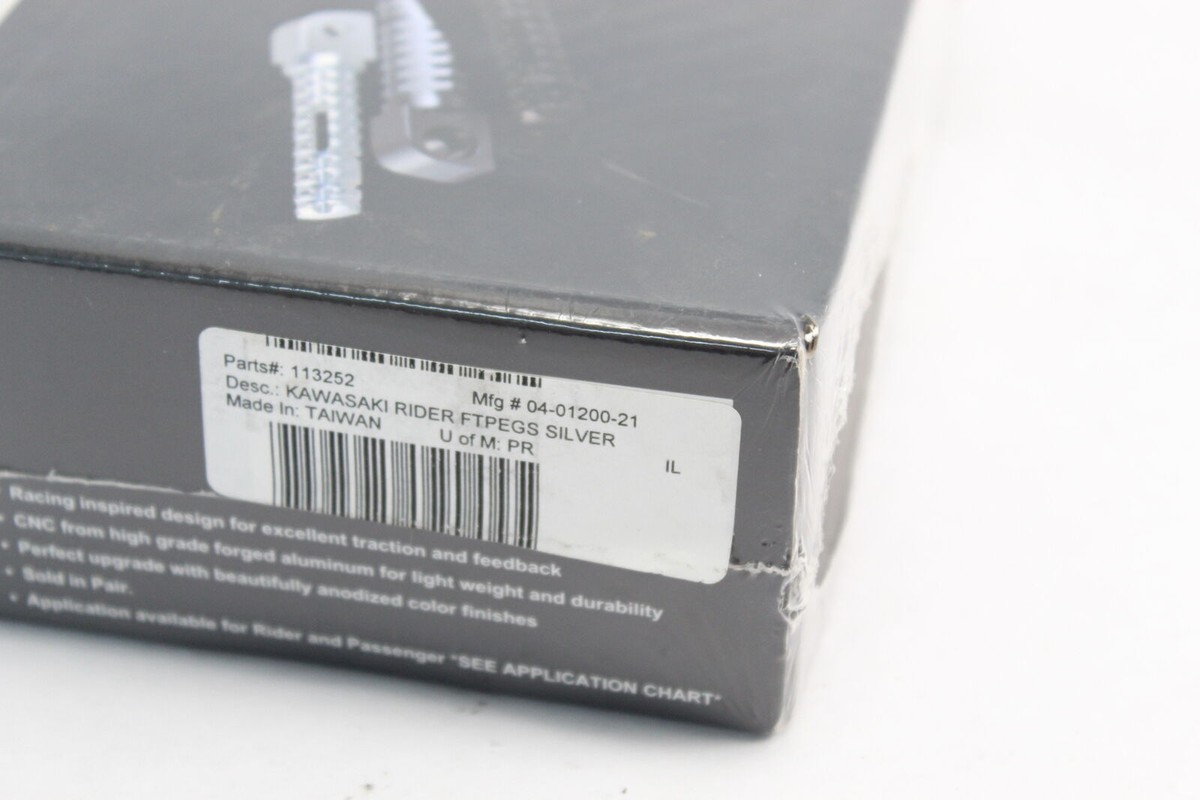 Parts#: 113252
Mfg # 04-01200-21
Desc.: KAWASAKI RIDER FTPEGS SILVER
Made In: TAIWAN
U of M: PR
IL
• Racing inspired design for excellent traction and feedback
• CNC from high grade forged aluminum for light weight and durability
• Perfect upgrade with beautifully anodized color finishes
• Sold in Pair.
• Application available for Rider and Passenger *SEE APPLICATION CHART*